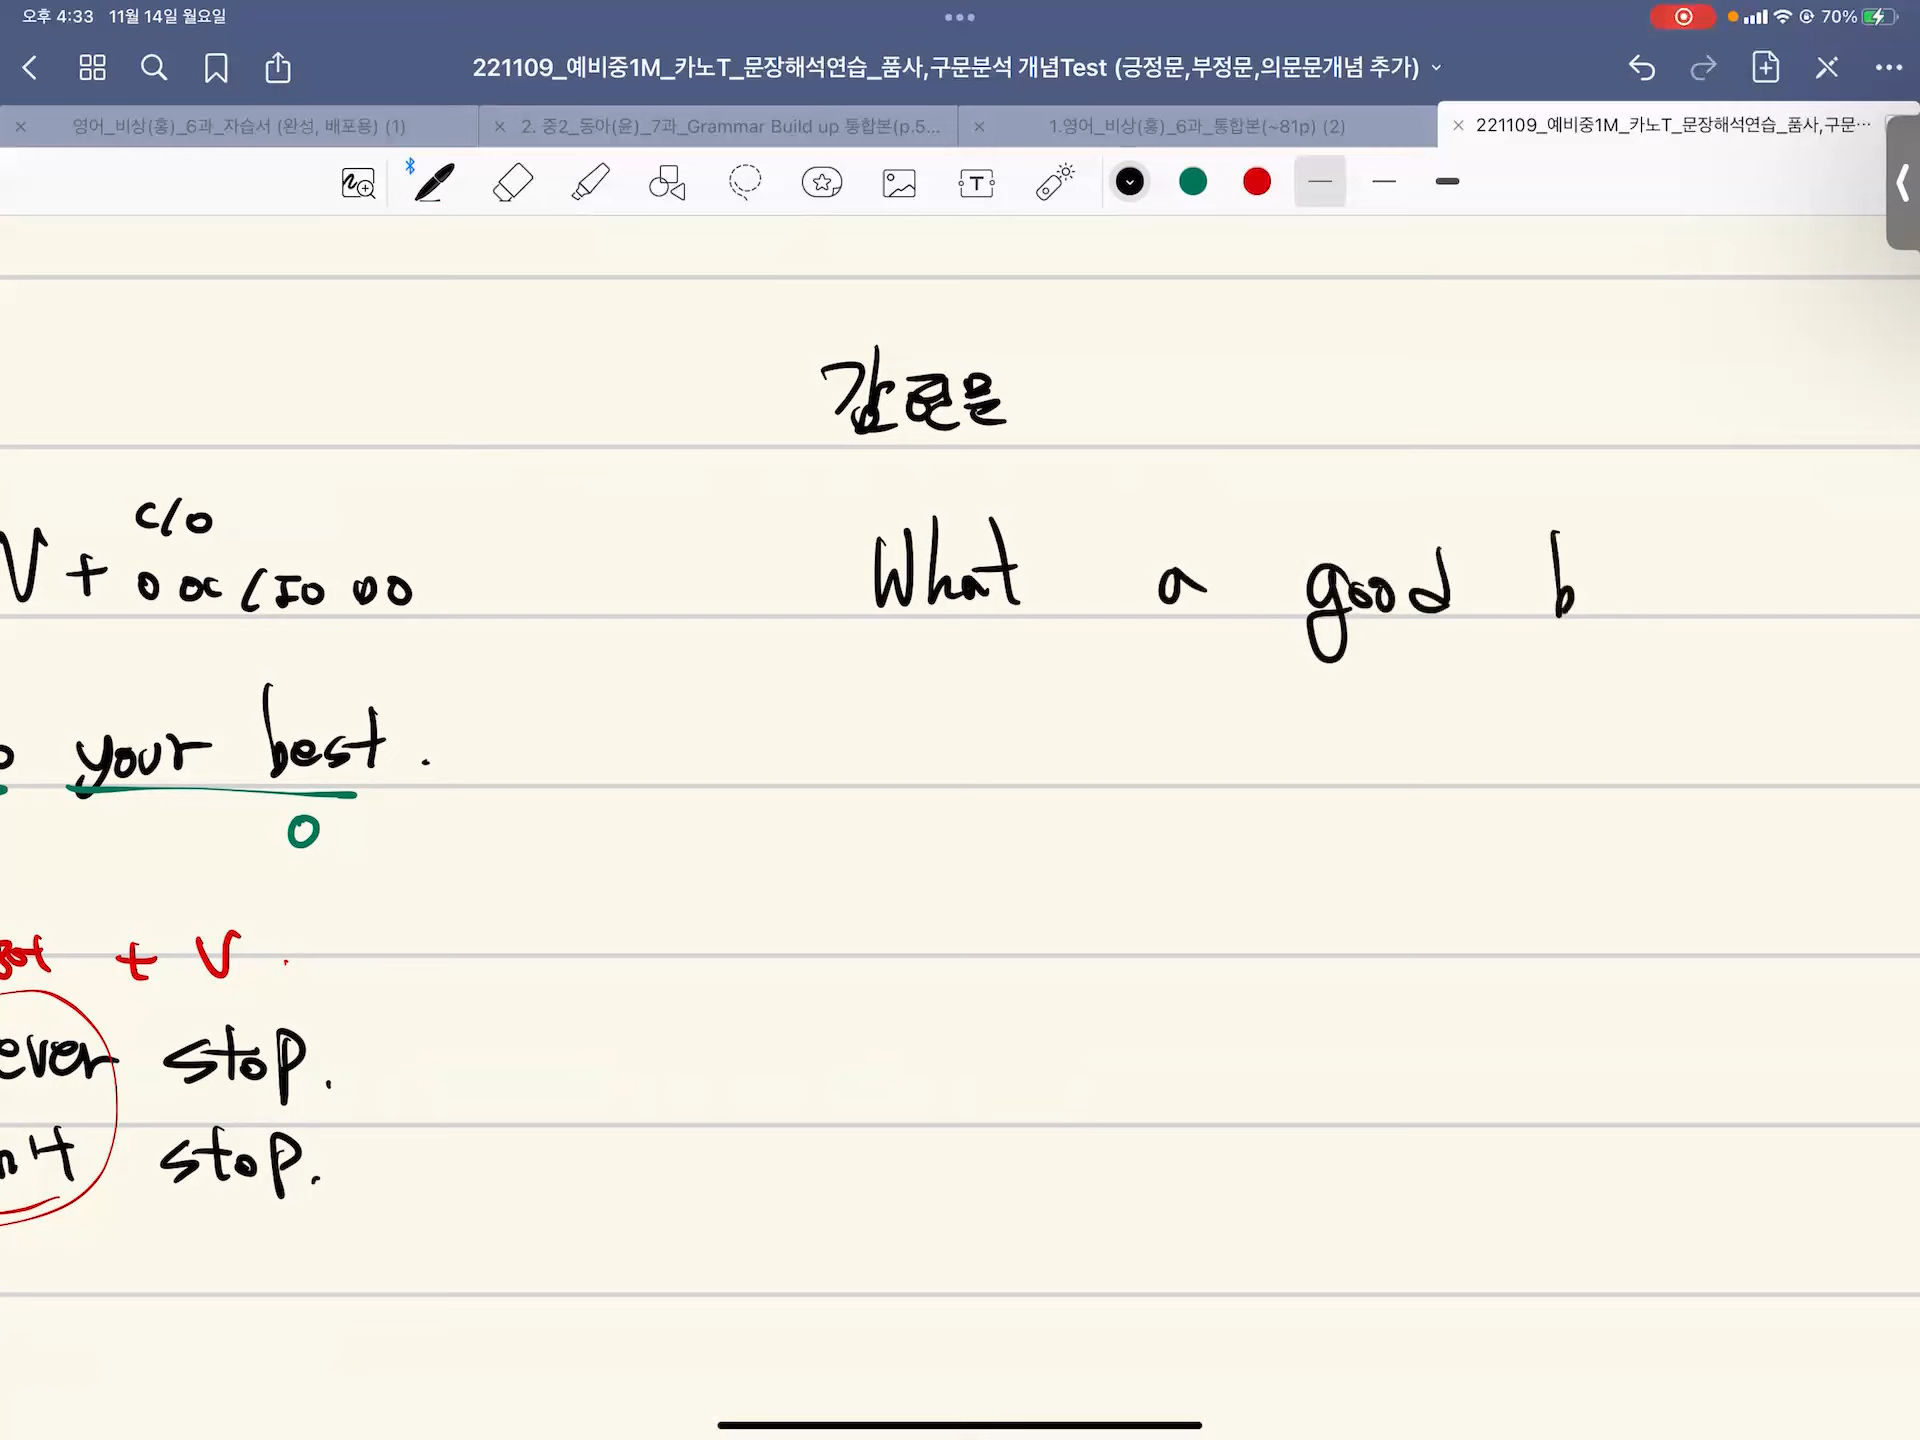 오후 4:33 11월 14일 월요일
70%
221109_예비중1M_카노T_문장해석연습_품사,구문분석 개념Test (긍정문,부정문,의문문개념 추가)
영어_비상(홍)_6과_자습서 (완성, 배포용) (1)
2. 중2_동아(윤)_7과_Grammar Build up 통합본(p.5...
1.영어_비상(홍)_6과_통합본(~81p) (2)
221109_예비중1M_카노T_문장해석연습_품사,구문…
감탄문
C/O
V + O OC / IO DO
What a good b
your best.
O
+ V.
ever stop.
stop.